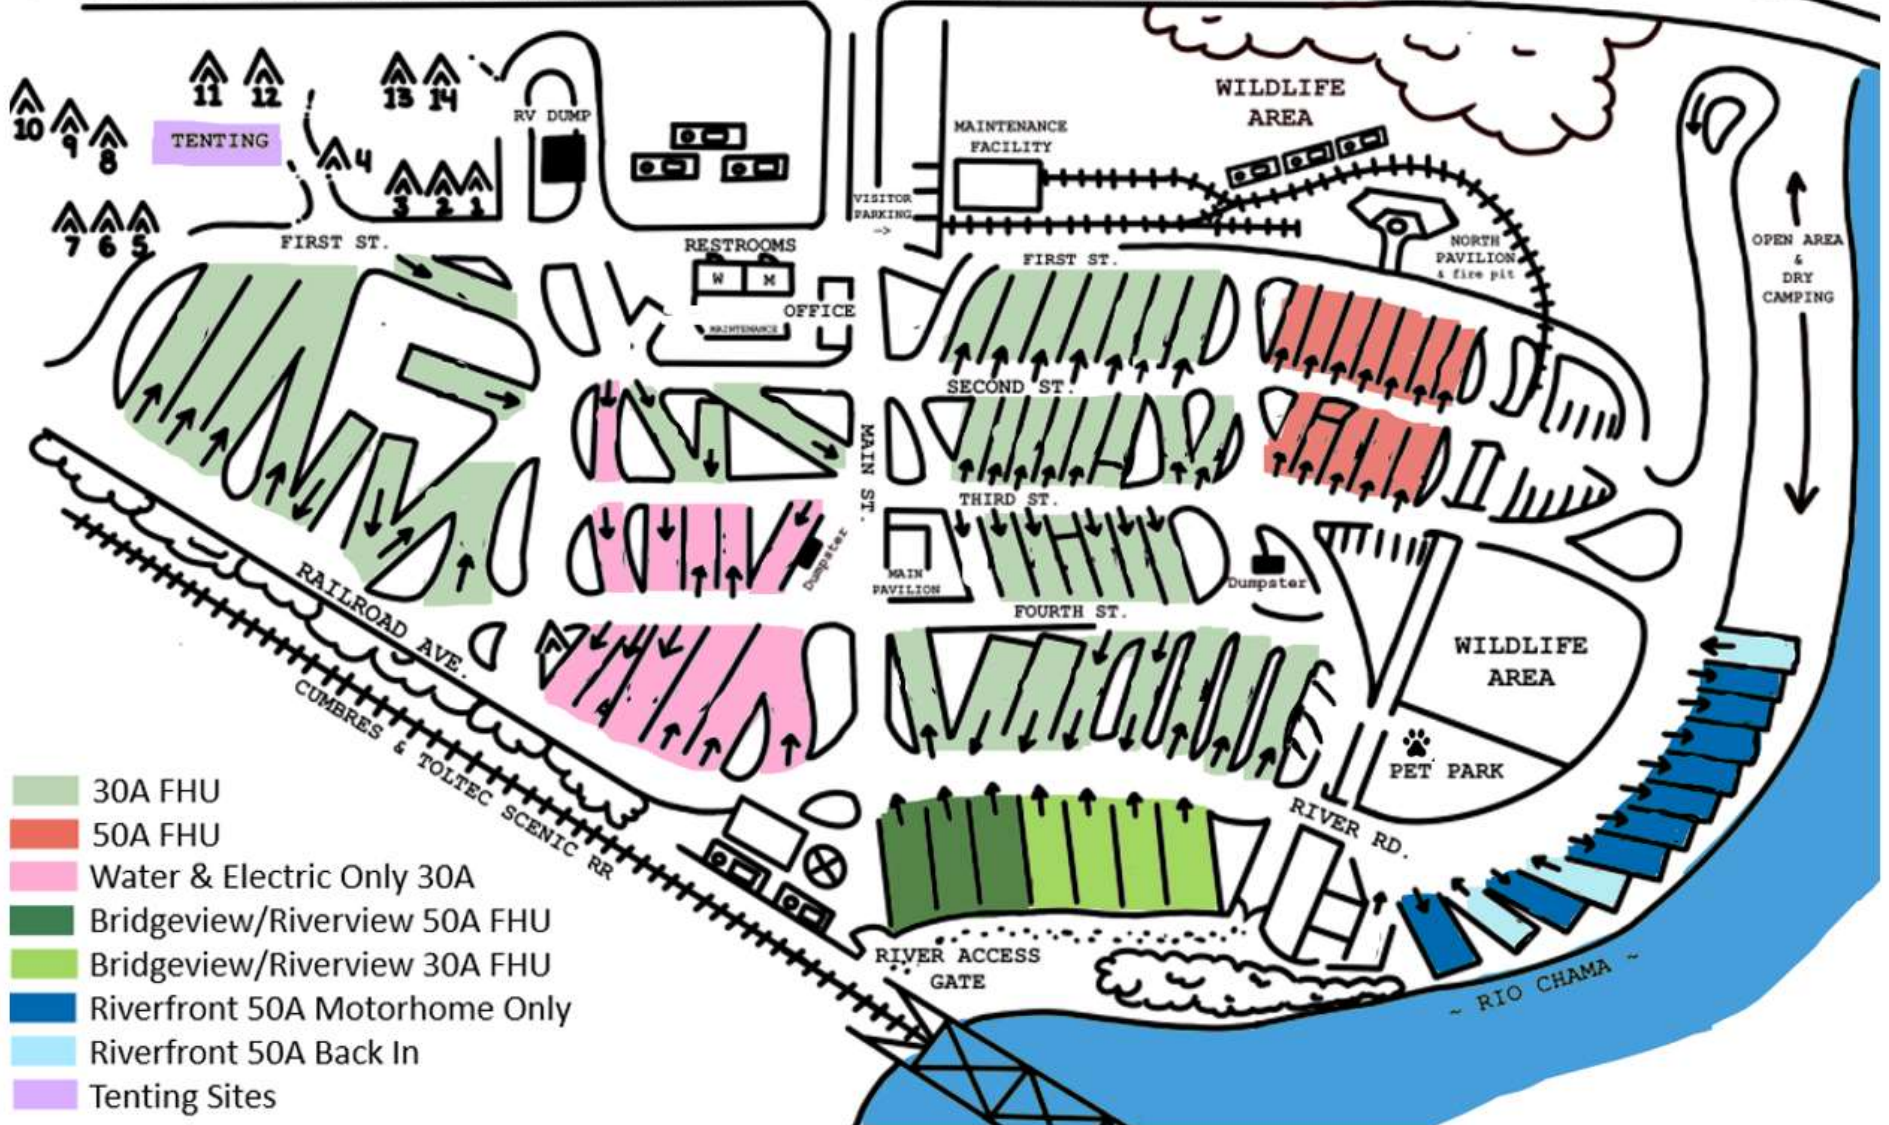 11 12
13 14
10
9
8
TENTING
4
3 2 1
7 6 5
RV DUMP
FIRST ST.
RESTROOMS
W M
OFFICE
MAINTENANCE
VISITOR
PARKING
->
MAINTENANCE
FACILITY
WILDLIFE
AREA
NORTH
PAVILION
& fire pit
OPEN AREA
&
DRY
CAMPING
FIRST ST.
SECOND ST.
MAIN ST.
THIRD ST.
Dumpster
MAIN
PAVILION
Dumpster
FOURTH ST.
RAILROAD AVE.
CUMBRES & TOLTEC SCENIC RR
WILDLIFE
AREA
PET PARK
RIVER RD.
RIVER ACCESS
GATE
~ RIO CHAMA ~
30A FHU
50A FHU
Water & Electric Only 30A
Bridgeview/Riverview 50A FHU
Bridgeview/Riverview 30A FHU
Riverfront 50A Motorhome Only
Riverfront 50A Back In
Tenting Sites